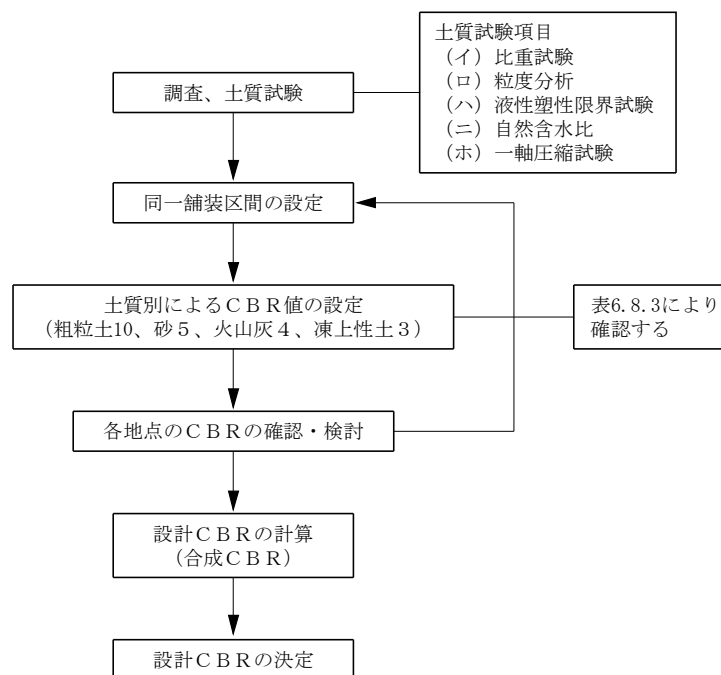 土質試験項目
(イ)比重試験
(ロ)粒度分析
(ハ)液性塑性限界試験
(ニ)自然含水比
(ホ)一軸圧縮試験
調査、土質試験
同一舗装区間の設定
土質別によるCBR値の設定
(粗粒土10、砂5、火山灰4、凍上性土3)
表6.8.3により
確認する
各地点のCBRの確認・検討
設計CBRの計算
(合成CBR)
設計CBRの決定